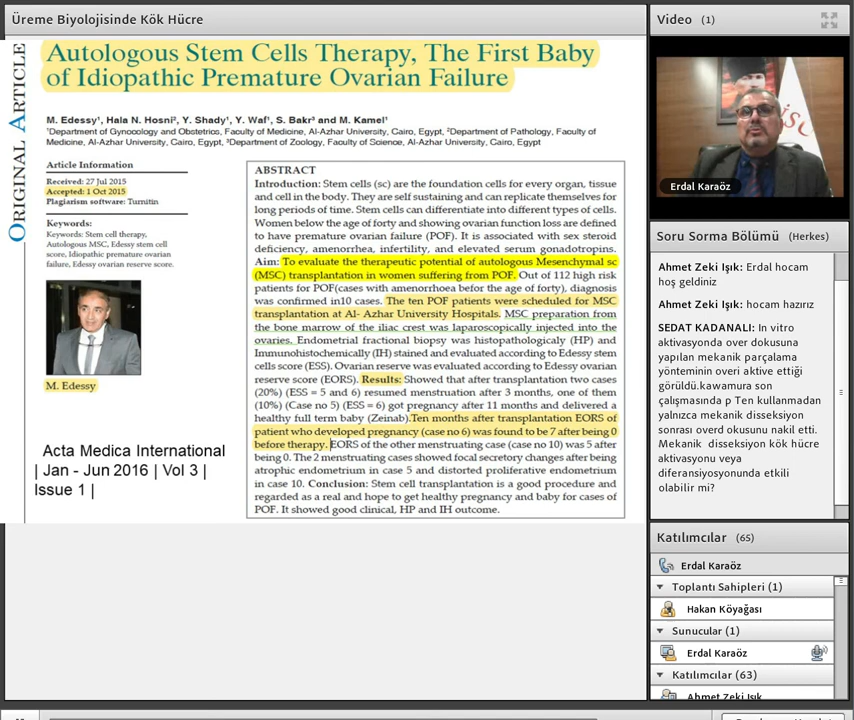 Üreme Biyolojisinde Kök Hücre
ORIGINAL ARTICLE
Autologous Stem Cells Therapy, The First Baby
of Idiopathic Premature Ovarian Failure
M. Edessy¹, Hala N. Hosni², Y. Shady¹, Y. Waf¹, S. Bakr³ and M. Kamel¹
¹Department of Gynocology and Obstetrics, Faculty of Medicine, Al-Azhar University, Cairo, Egypt, ²Department of Pathology, Faculty of
Medicine, Al-Azhar University, Cairo, Egypt, ³Department of Zoology, Faculty of Science, Al-Azhar University, Cairo, Egypt
Article Information
Received: 27 Jul 2015
Accepted: 1 Oct 2015
Plagiarism software: Turnitin
Keywords:
Keywords: Stem cell therapy,
Autologous MSC, Edessy stem cell
score, Idiopathic premature ovarian
failure, Edessy ovarian reserve score.
M. Edessy
Acta Medica International
| Jan - Jun 2016 | Vol 3 |
Issue 1 |
ABSTRACT
Introduction: Stem cells (sc) are the foundation cells for every organ, tissue
and cell in the body. They are self sustaining and can replicate themselves for
long periods of time. Stem cells can differentiate into different types of cells.
Women below the age of forty and showing ovarian function loss are defined
to have premature ovarian failure (POF). It is associated with sex steroid
deficiency, amenorrhea, infertility, and elevated serum gonadotropins.
Aim: To evaluate the therapeutic potential of autologous Mesenchymal sc
(MSC) transplantation in women suffering from POF. Out of 112 high risk
patients for POF(cases with amenorrhoea befor the age of forty), diagnosis
was confirmed in10 cases. The ten POF patients were scheduled for MSC
transplantation at Al- Azhar University Hospitals. MSC preparation from
the bone marrow of the iliac crest was laparoscopically injected into the
ovaries. Endometrial fractional biopsy was histopathologicaly (HP) and
Immunohistochemically (IH) stained and evaluated according to Edessy stem
cells score (ESS). Ovarian reserve was evaluated according to Edessy ovarian
reserve score (EORS). Results: Showed that after transplantation two cases
(20%) (ESS = 5 and 6) resumed menstruation after 3 months, one of them
(10%) (Case no 5) (ESS = 6) got pregnancy after 11 months and delivered a
healthy full term baby (Zeinab).Ten months after transplantation EORS of
patient who developed pregnancy (case no 6) was found to be 7 after being 0
before therapy. EORS of the other menstruating case (case no 10) was 5 after
being 0. The 2 menstruating cases showed focal secretory changes after being
atrophic endometrium in case 5 and distorted proliferative endometrium
in case 10. Conclusion: Stem cell transplantation is a good procedure and
regarded as a real and hope to get healthy pregnancy and baby for cases of
POF. It showed good clinical, HP and IH outcome.
Video (1)
Erdal Karaöz
Soru Sorma Bölümü (Herkes)
Ahmet Zeki Işık: Erdal hocam
hoş geldiniz
Ahmet Zeki Işık: hocam hazırız
SEDAT KADANALI: In vitro
aktivasyonda over dokusuna
yapılan mekanik parçalama
yönteminin overi aktive ettiği
görüldü.kawamura son
çalışmasında p Ten kullanmadan
yalnızca mekanik disseksiyon
sonrası overd okudunu nakil etti.
Mekanik disseksiyon kök hücre
aktivasyonu veya
diferansiyosyonunda etkili
olabilir mi?
Katılımcılar (65)
Erdal Karaöz
Toplantı Sahipleri (1)
Hakan Köyağası
Sunucular (1)
Erdal Karaöz
Katılımcılar (63)
Ahmet Zeki Işık